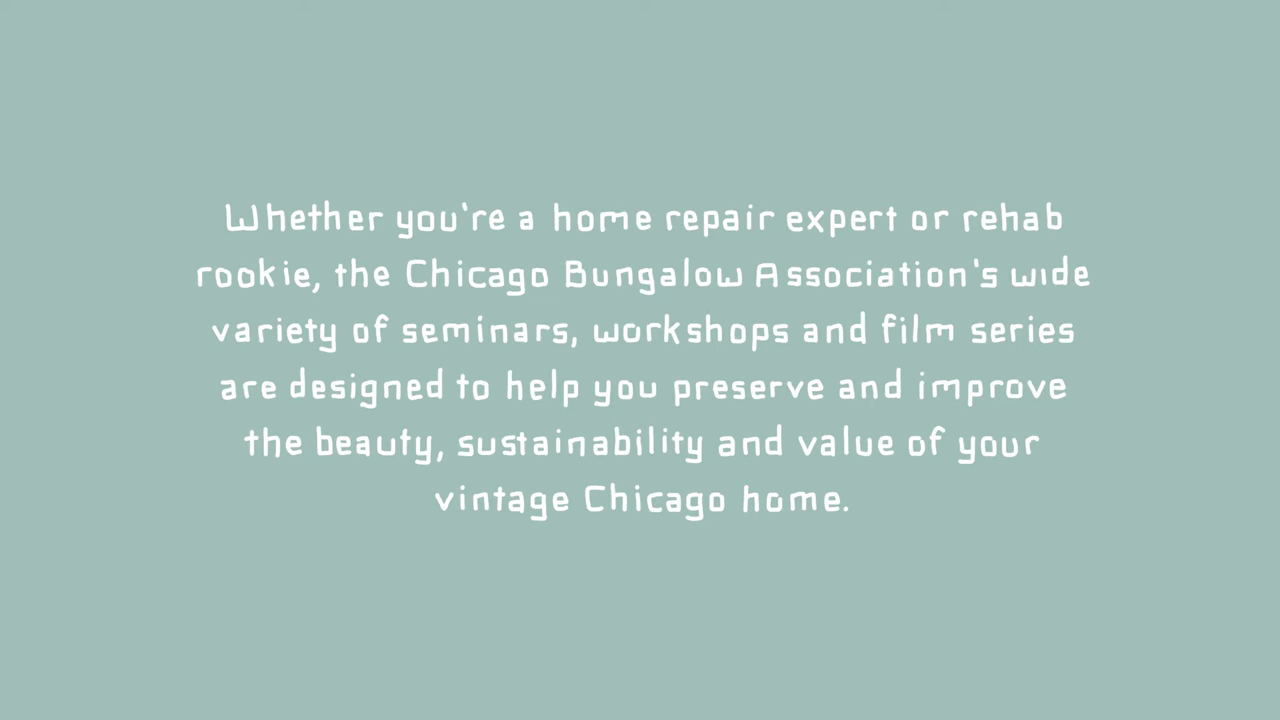 Whether you're a home repair expert or rehab
rookie, the Chicago Bungalow Association's wide
variety of seminars, workshops and film series
are designed to help you preserve and improve
the beauty, sustainability and value of your
vintage Chicago home.